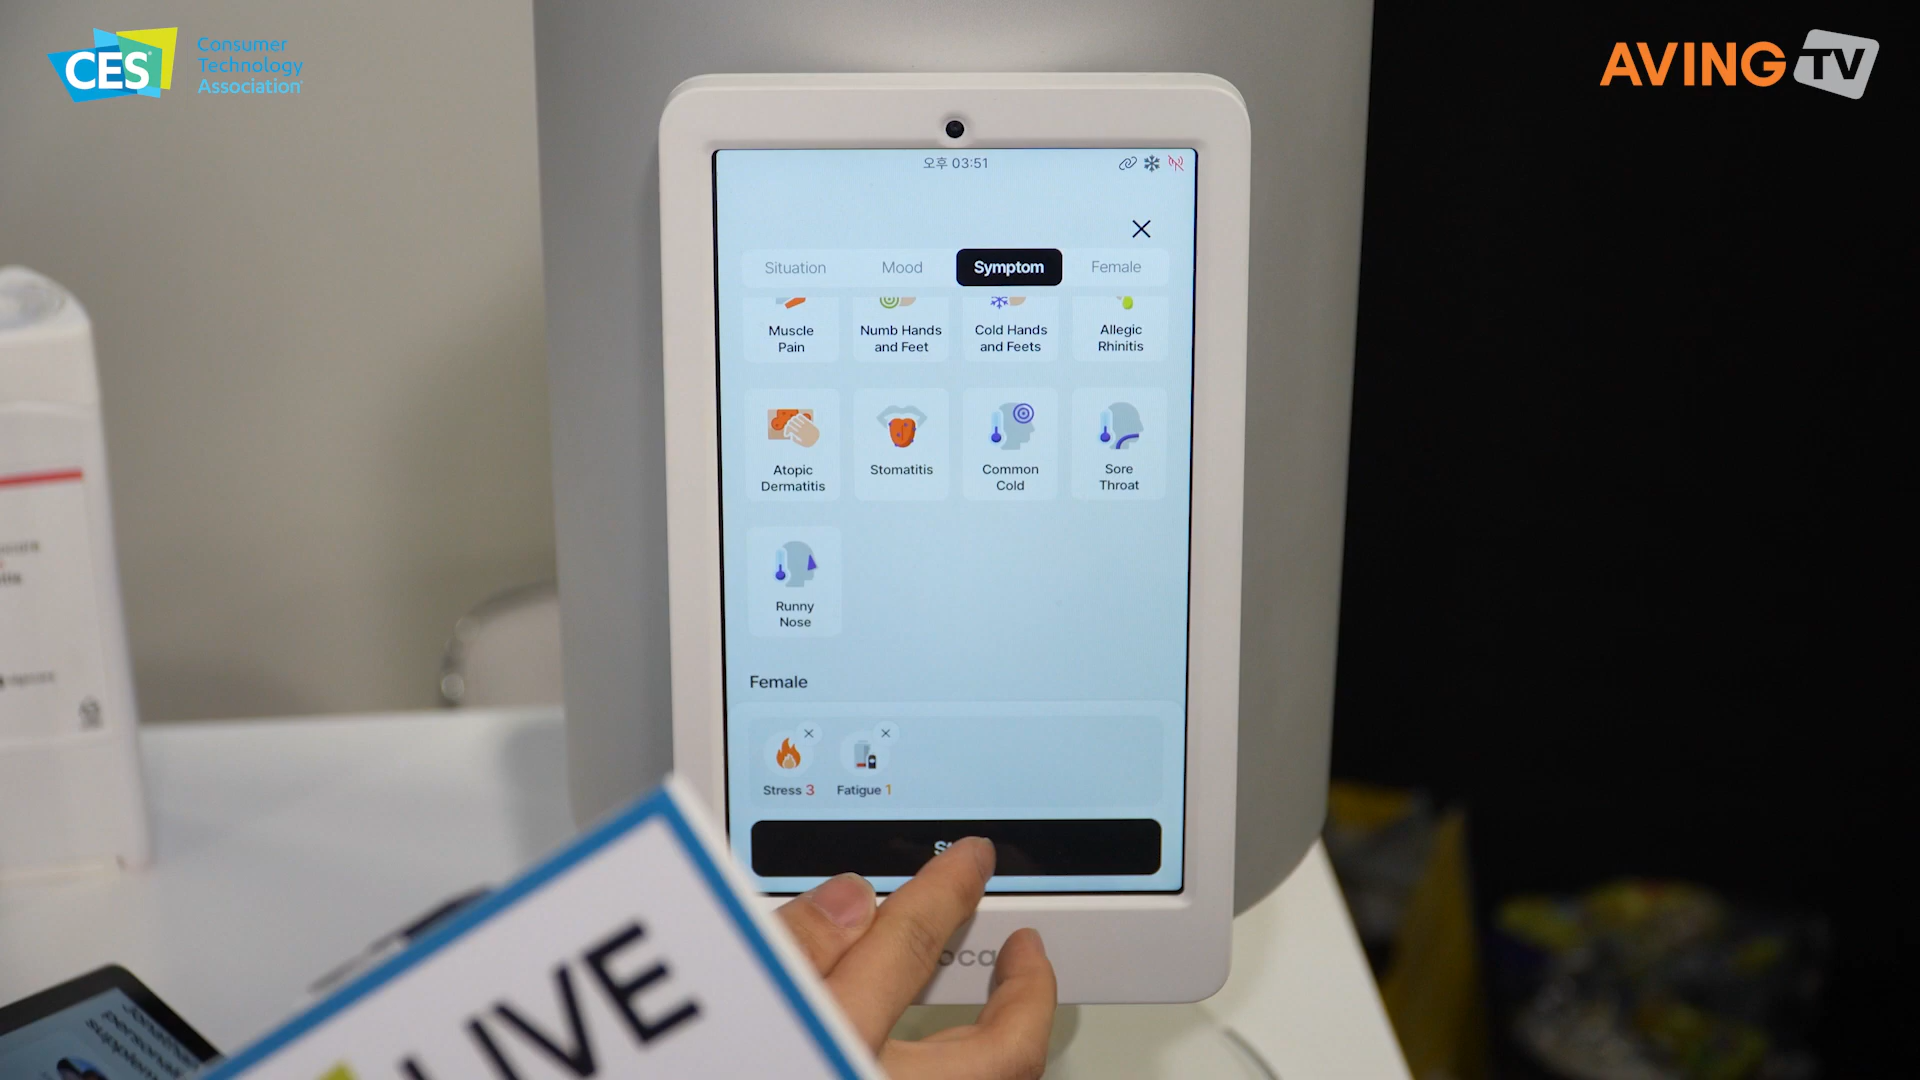 CES
Consumer
Technology
Association
AVING TV
오후 03:51
Situation
Mood
Symptom
Female
Muscle
Pain
Numb Hands
and Feet
Cold Hands
and Feets
Allegic
Rhinitis
Atopic
Dermatitis
Stomatitis
Common
Cold
Sore
Throat
Runny
Nose
Female
Stress 3
Fatigue 1
LIVE